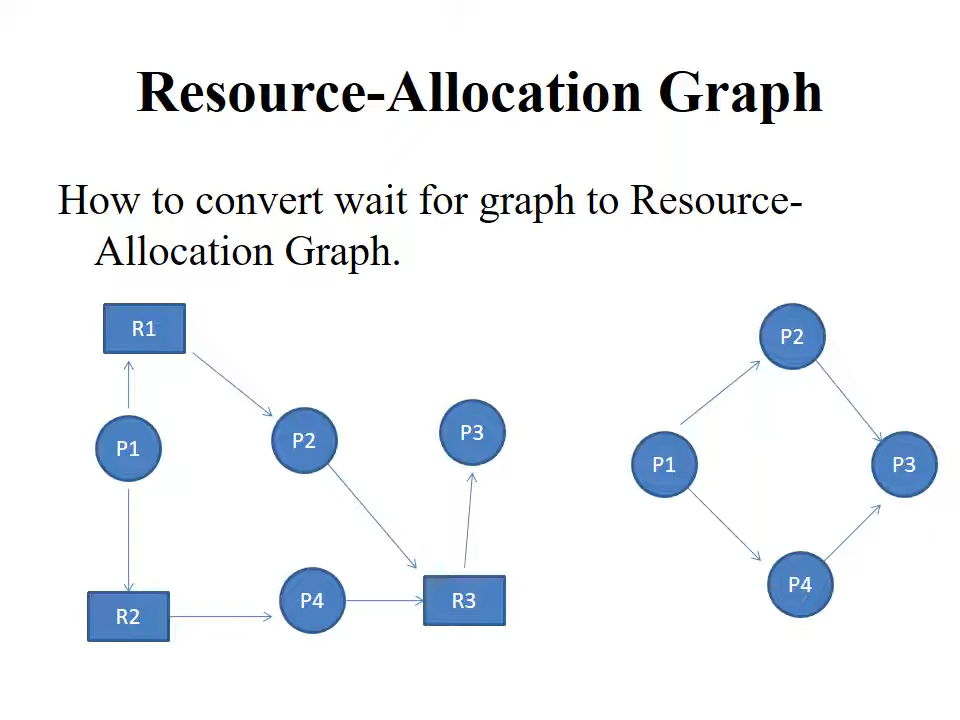 Resource-Allocation Graph
How to convert wait for graph to Resource-
Allocation Graph.
R1
P1
P2
P3
R2
P4
R3
P2
P1
P3
P4